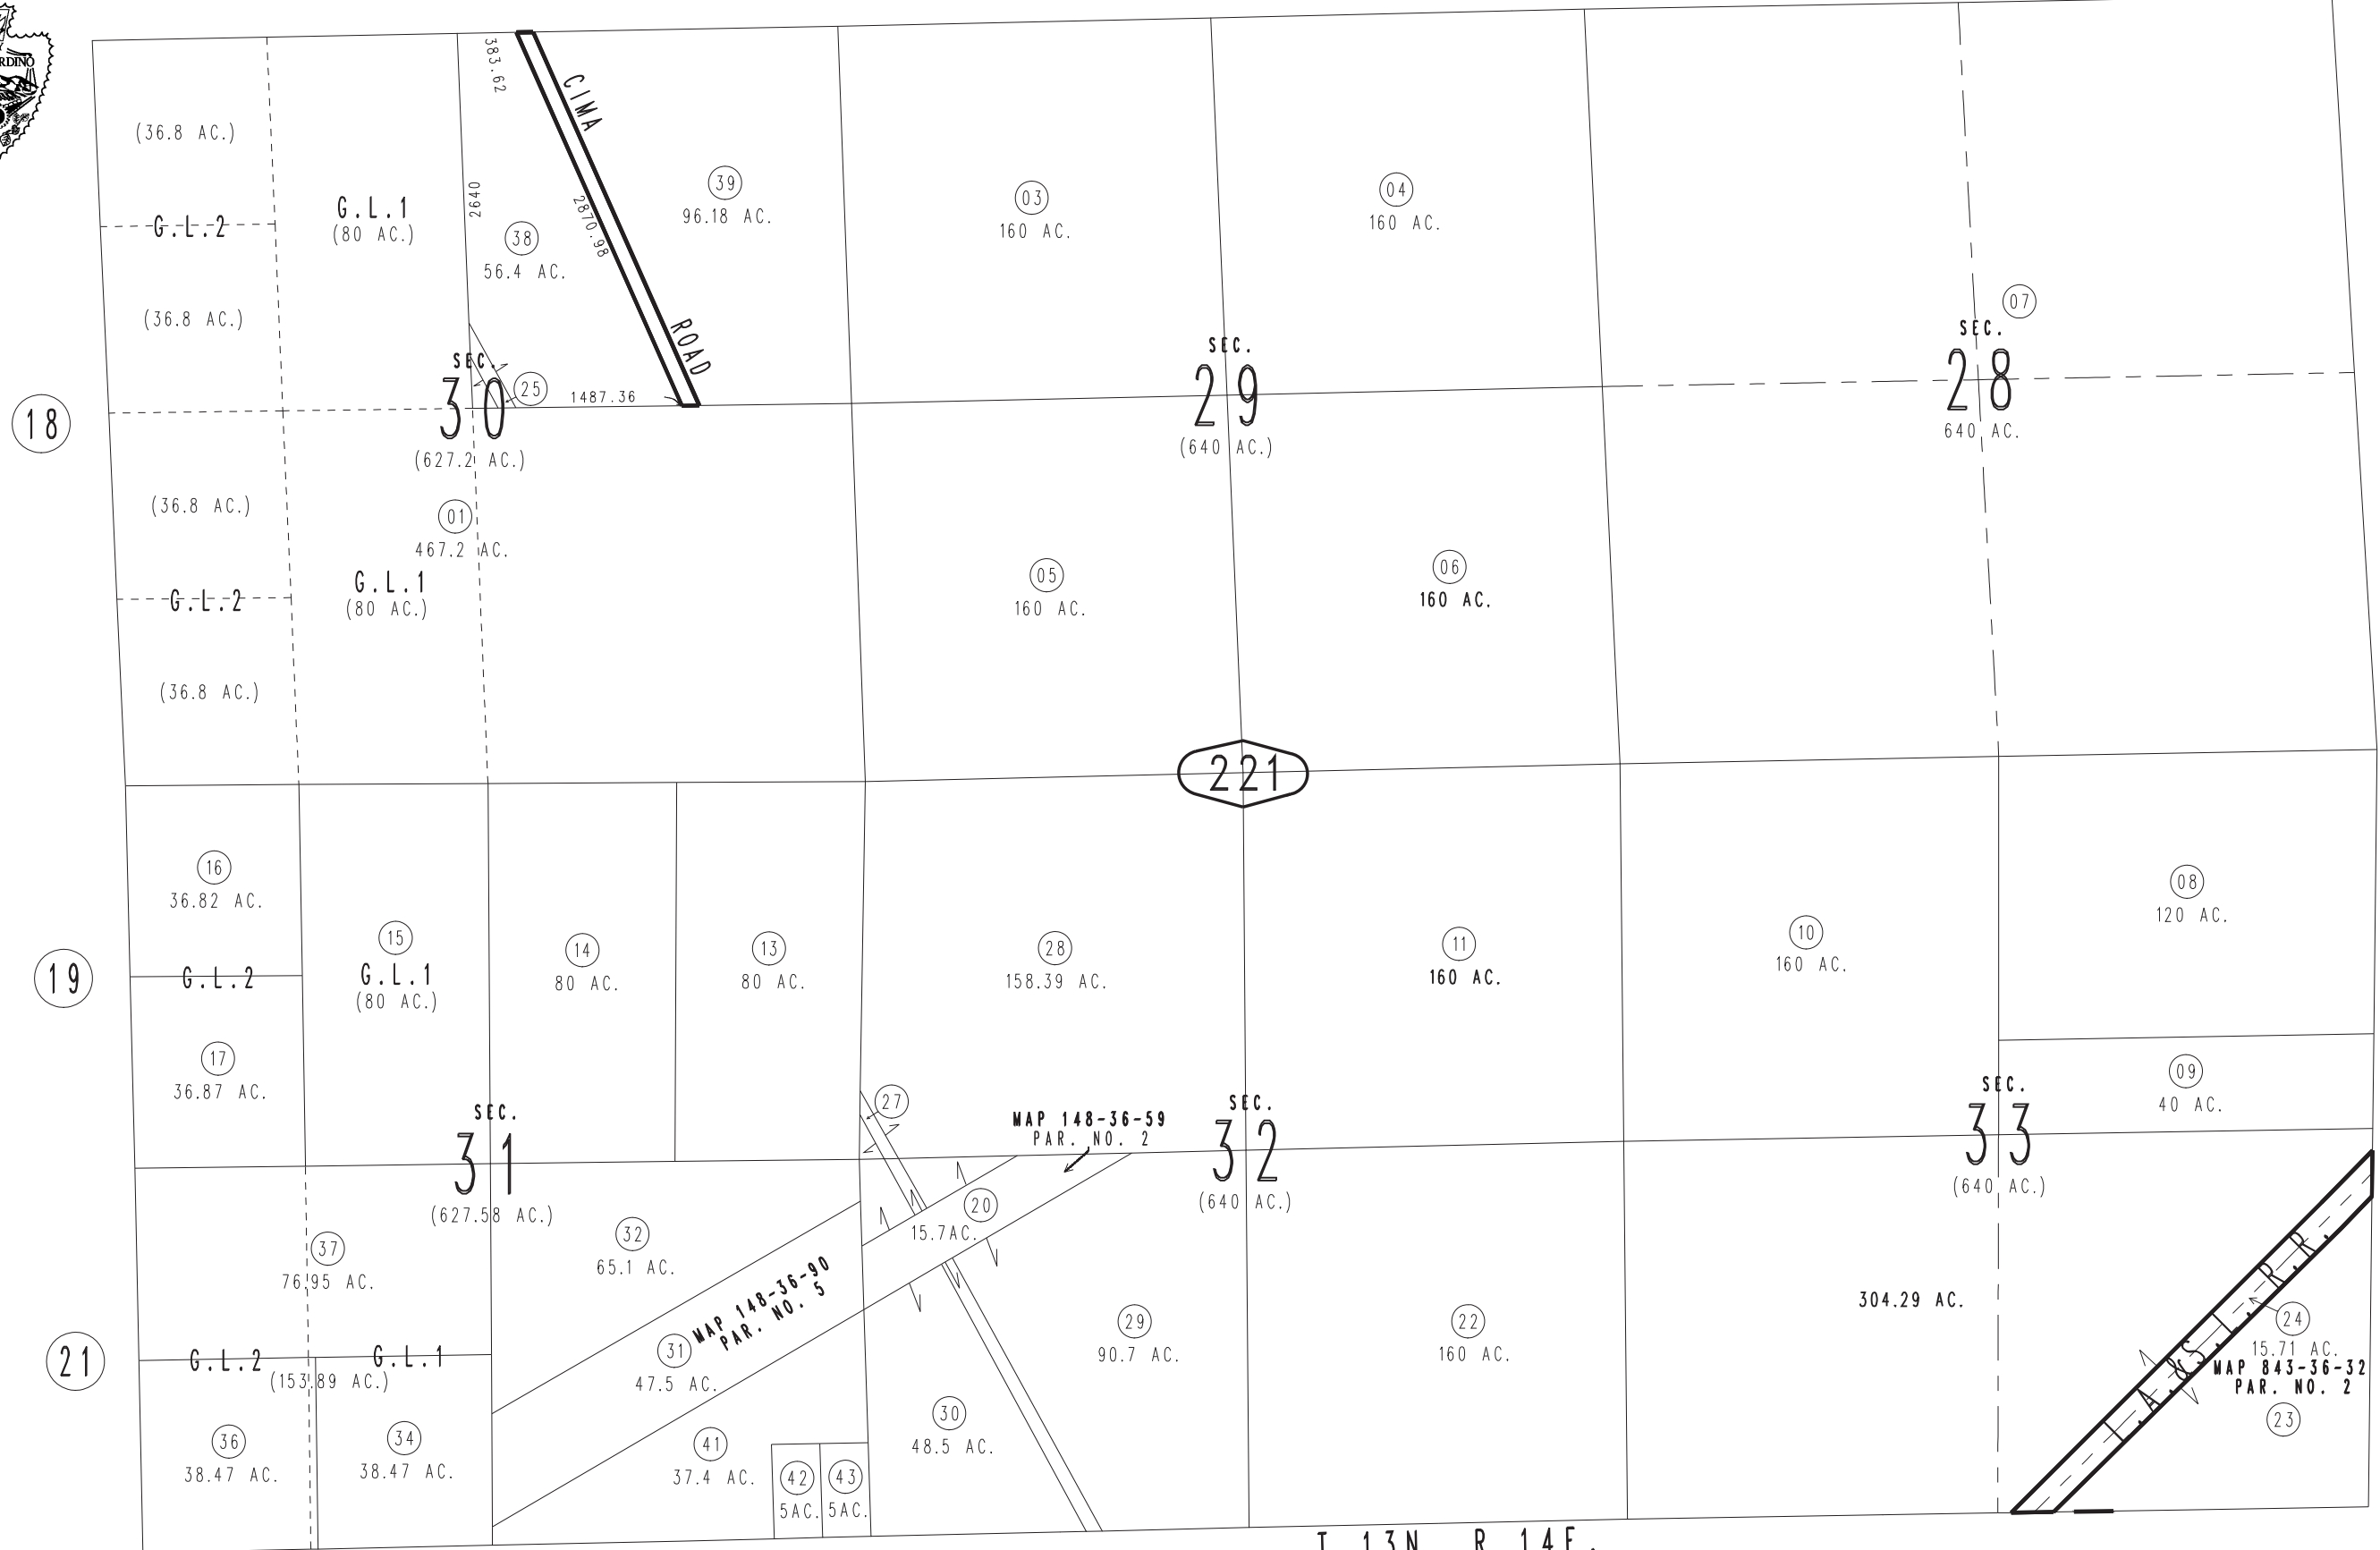 RDINO
383.62
CIMA
ROAD
2640
2870.98
1487.36
(36.8 AC.)
G.L.2
(36.8 AC.)
G.L.1
(80 AC.)
38
56.4 AC.
39
96.18 AC.
03
160 AC.
04
160 AC.
07
SEC.
30
(627.2 AC.)
25
SEC.
29
(640 AC.)
SEC.
28
640 AC.
18
(36.8 AC.)
G.L.2
(36.8 AC.)
01
467.2 AC.
G.L.1
(80 AC.)
05
160 AC.
06
160 AC.
221
16
36.82 AC.
G.L.2
17
36.87 AC.
19
15
G.L.1
(80 AC.)
14
80 AC.
13
80 AC.
28
158.39 AC.
11
160 AC.
10
160 AC.
08
120 AC.
09
40 AC.
SEC.
31
(627.58 AC.)
27
MAP 148-36-59
PAR. NO. 2
SEC.
32
(640 AC.)
SEC.
33
(640 AC.)
37
76.95 AC.
32
65.1 AC.
20
15.7AC.
MAP 148-36-90
PAR. NO. 5
31
47.5 AC.
29
90.7 AC.
22
160 AC.
304.29 AC.
L.A. & S.L. R.R.
24
15.71 AC.
MAP 843-36-32
PAR. NO. 2
23
21
G.L.2
G.L.1
(153.89 AC.)
36
38.47 AC.
34
38.47 AC.
41
37.4 AC.
42
5AC.
43
5AC.
30
48.5 AC.
T 13N R 14E.